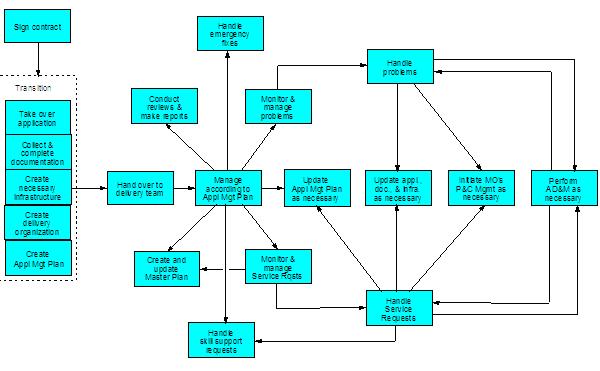 Sign contract
Transition
Take over
application
Collect &
complete
documentation
Create
necessary
Infrastructure
Create
delivery
organization
Create
Appl Mgt Plan
Hand over to
delivery team
Handle
emergency
fixes
Conduct
reviews &
make reports
Monitor &
manage
problems
Manage
according to
Appl Mgt Plan
Create and
update
Master Plan
Monitor &
manage
Service Rqsts
Handle
skill support
requests
Update
Appl Mgt Plan
as necessary
Handle
problems
Update appl.,
doc., & infra.
as necessary
Initiate MOIs
P&C Mgmt as
necessary
Perform
AD&M as
necessary
Handle
Service
Requests